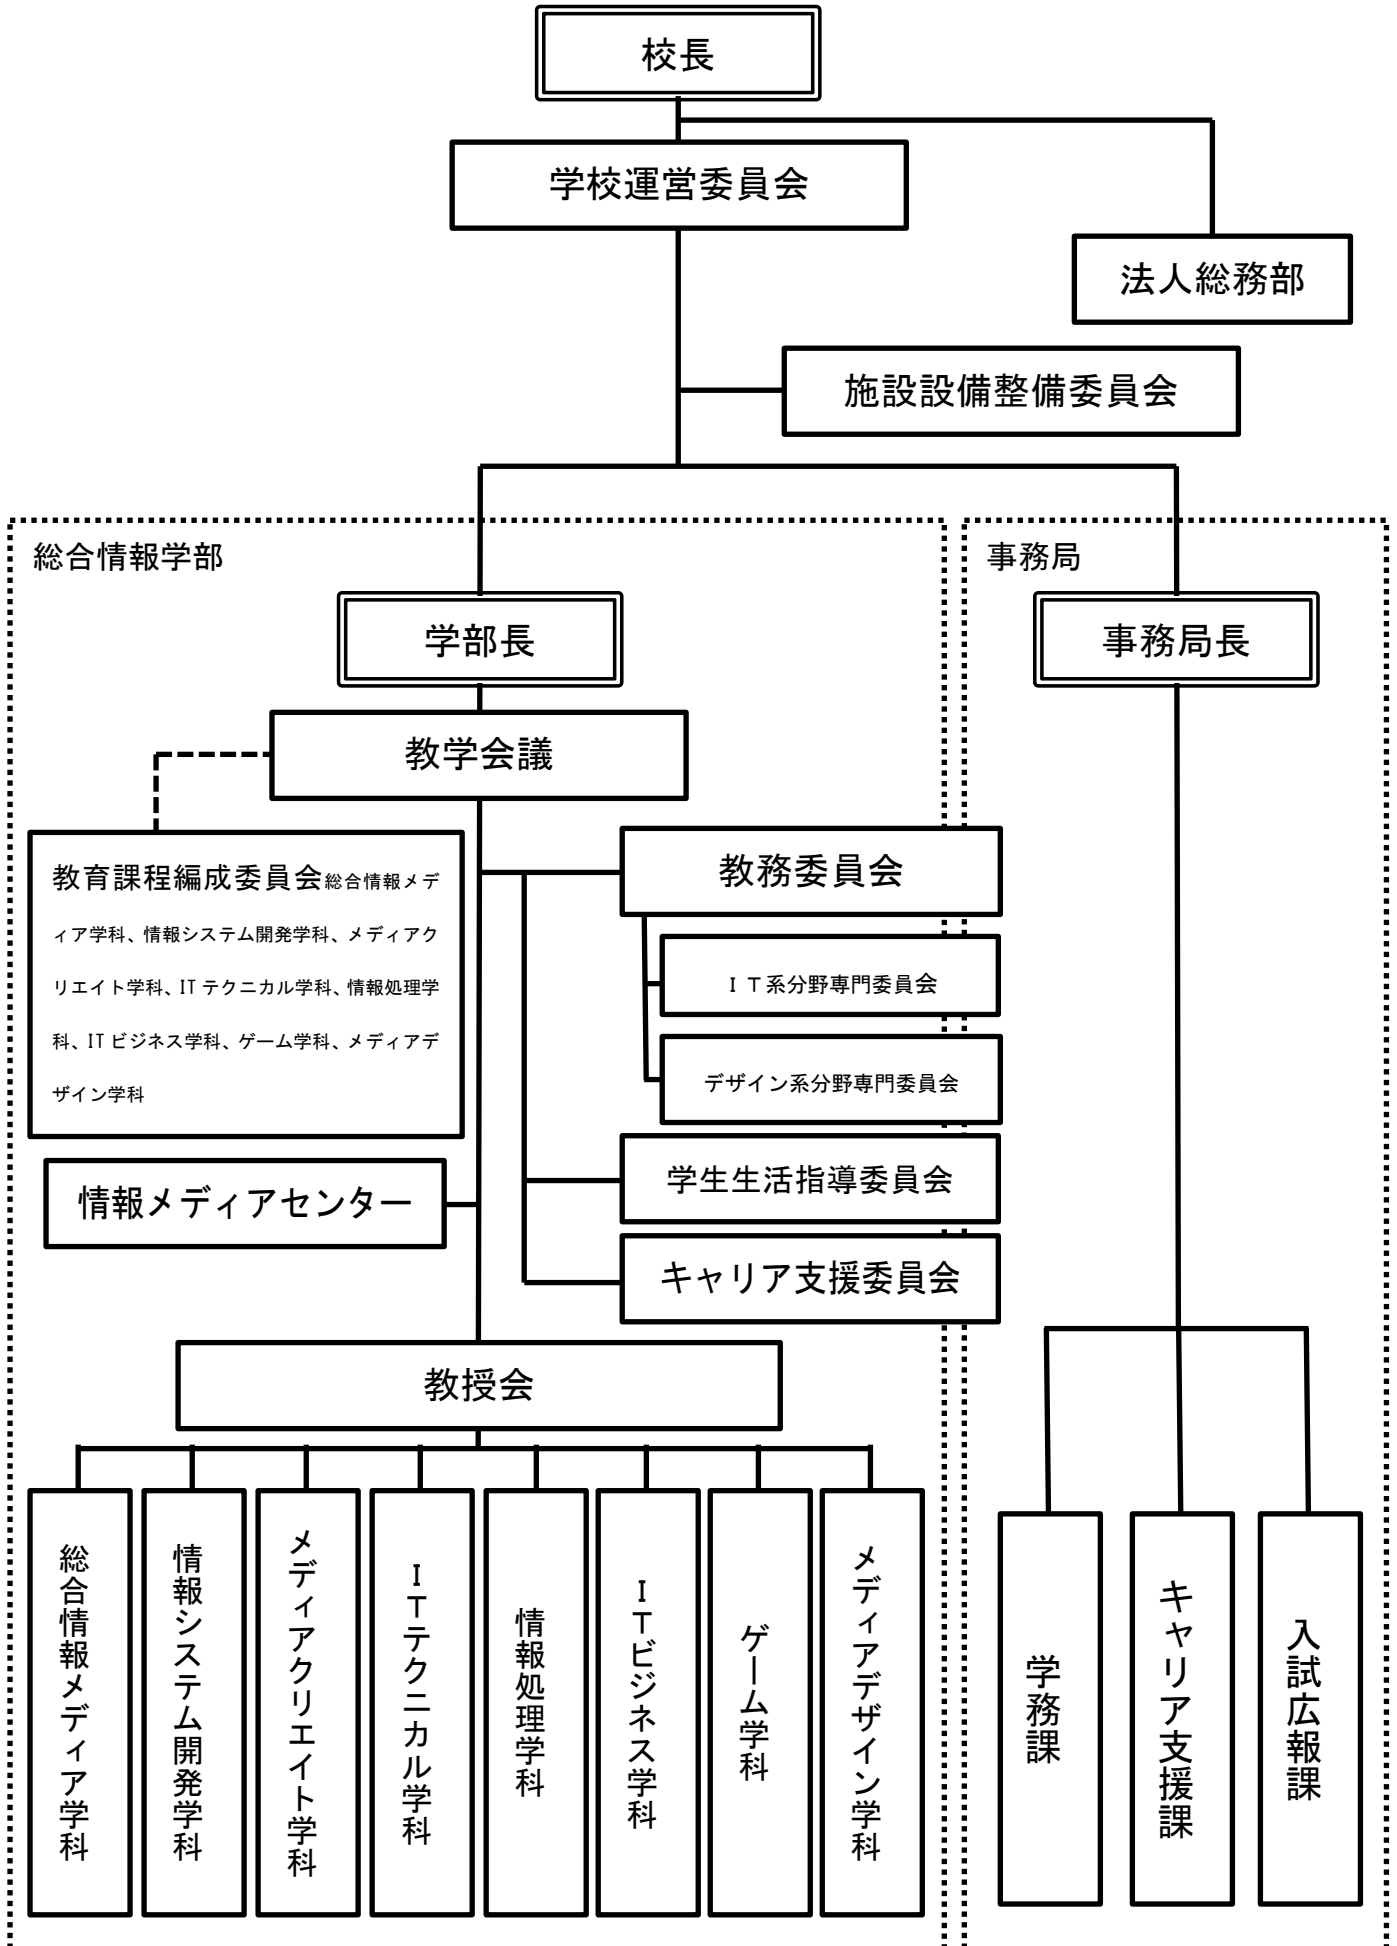 校長
学校運営委員会
法人総務部
施設設備整備委員会
総合情報学部
事務局
学部長
事務局長
教学会議
教育課程編成委員会総合情報メデ
ィア学科、情報システム開発学科、メディアク
リエイト学科、IT テクニカル学科、情報処理学
科、IT ビジネス学科、ゲーム学科、メディアデ
ザイン学科
教務委員会
ＩＴ系分野専門委員会
デザイン系分野専門委員会
情報メディアセンター
学生生活指導委員会
キャリア支援委員会
教授会
総合情報メディア学科
情報システム開発学科
メディアクリエイト学科
ＩＴテクニカル学科
情報処理学科
ＩＴビジネス学科
ゲーム学科
メディアデザイン学科
学務課
キャリア支援課
入試広報課